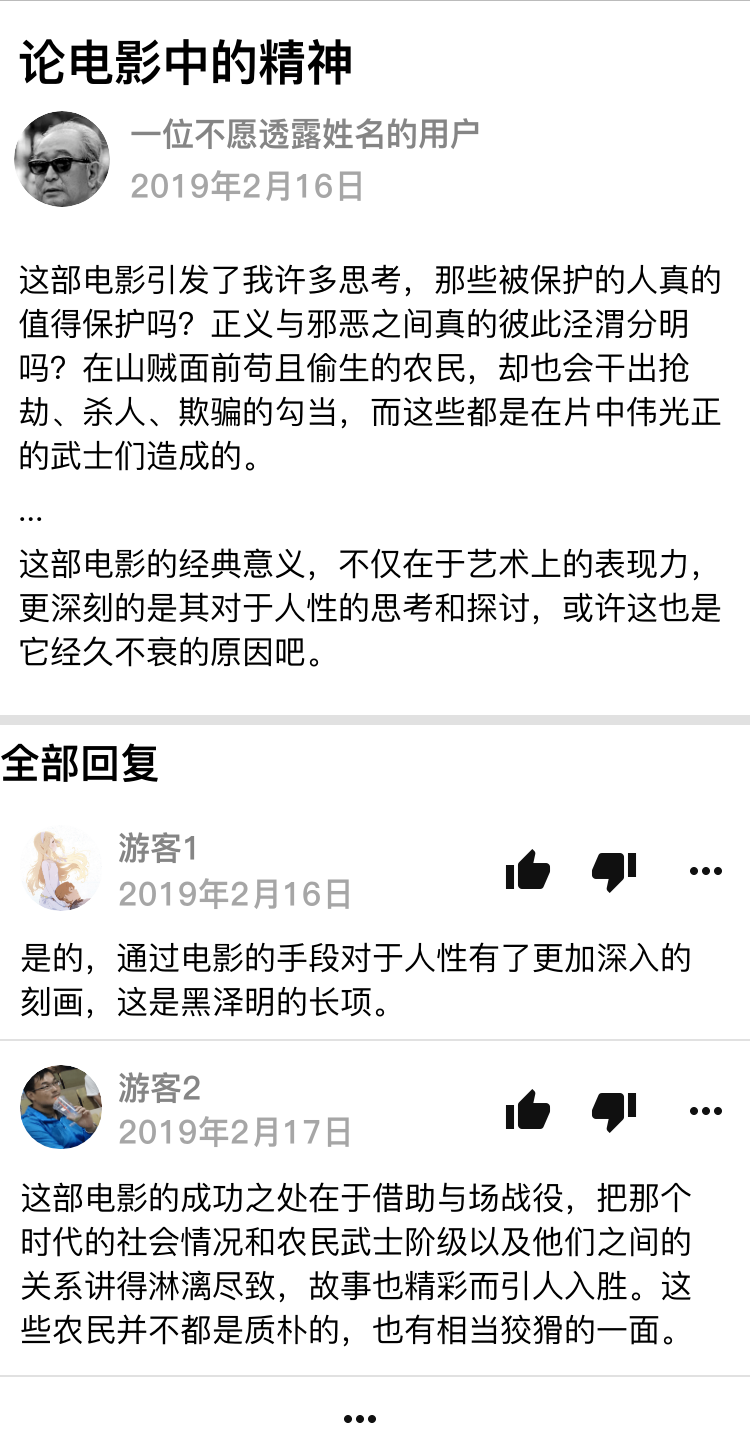 论电影中的精神
一位不愿透露姓名的用户
2019年2月16日
这部电影引发了我许多思考，那些被保护的人真的
值得保护吗？正义与邪恶之间真的彼此泾渭分明
吗？在山贼面前苟且偷生的农民，却也会干出抢
劫、杀人、欺骗的勾当，而这些都是在片中伟光正
的武士们造成的。
...
这部电影的经典意义，不仅在于艺术上的表现力，
更深刻的是其对于人性的思考和探讨，或许这也是
它经久不衰的原因吧。
全部回复
游客1
2019年2月16日
是的，通过电影的手段对于人性有了更加深入的
刻画，这是黑泽明的长项。
游客2
2019年2月17日
这部电影的成功之处在于借助与场战役，把那个
时代的社会情况和农民武士阶级以及他们之间的
关系讲得淋漓尽致，故事也精彩而引人入胜。这
些农民并不都是质朴的，也有相当狡猾的一面。